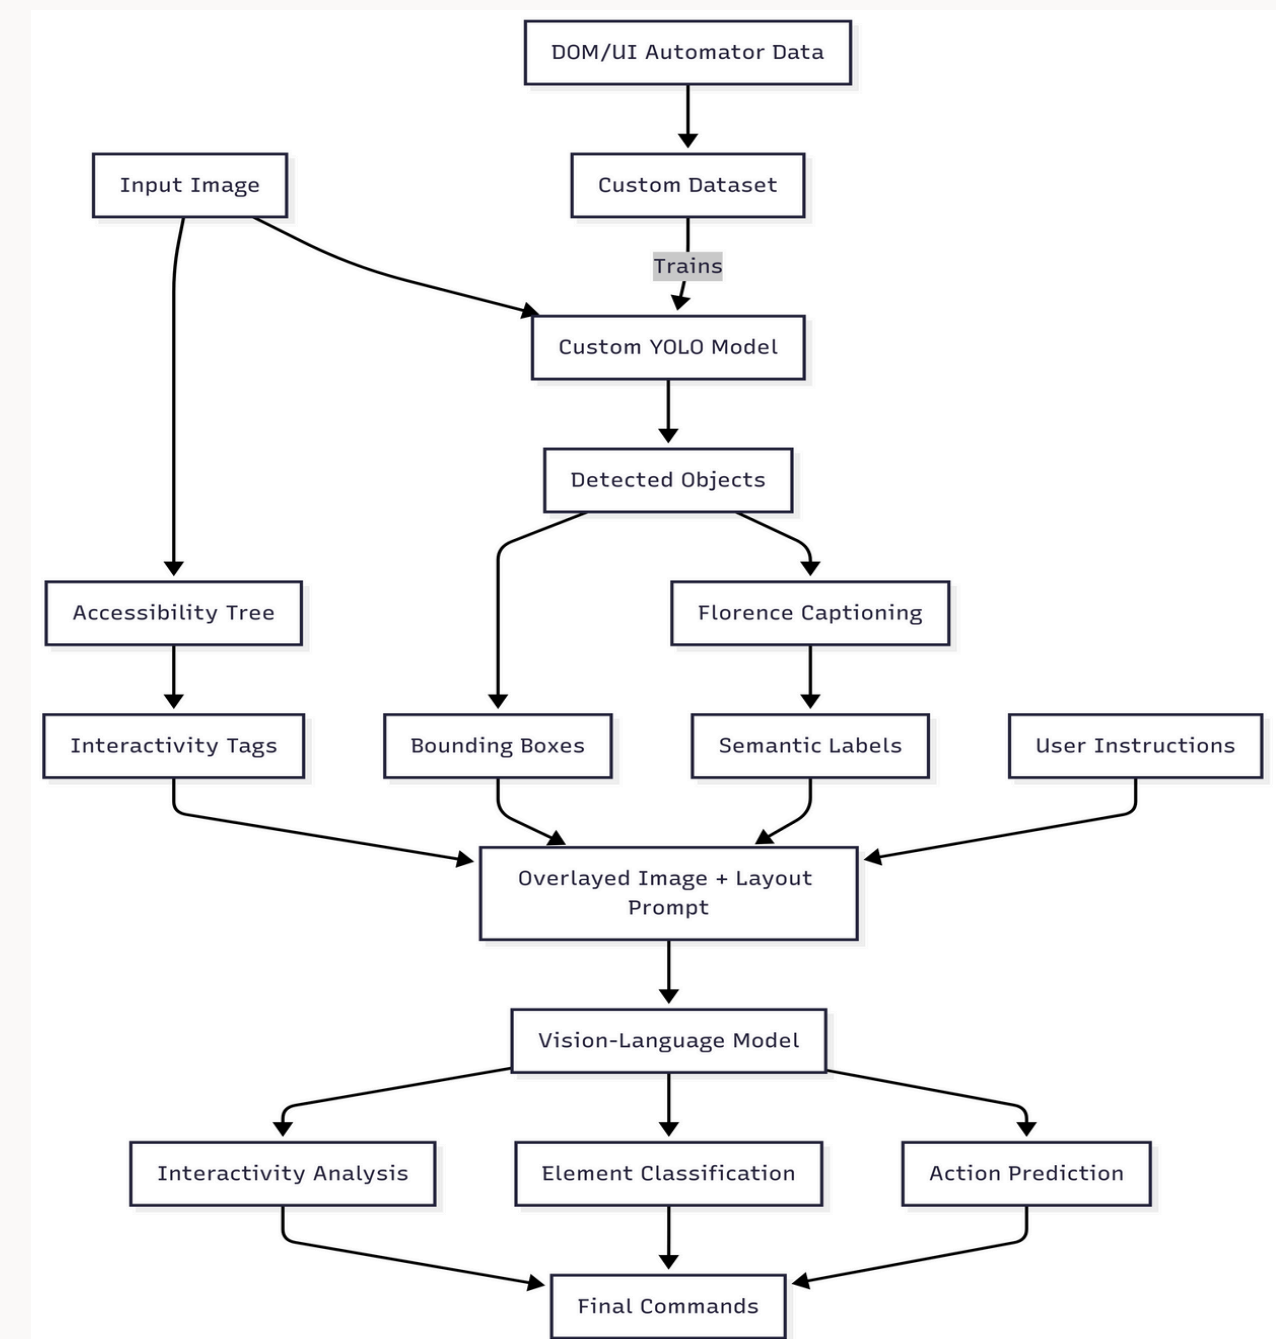 DOM/UI Automator Data
Input Image
Custom Dataset
Trains
Custom YOLO Model
Detected Objects
Accessibility Tree
Florence Captioning
Interactivity Tags
Bounding Boxes
Semantic Labels
User Instructions
Overlayed Image + Layout
Prompt
Vision-Language Model
Interactivity Analysis
Element Classification
Action Prediction
Final Commands